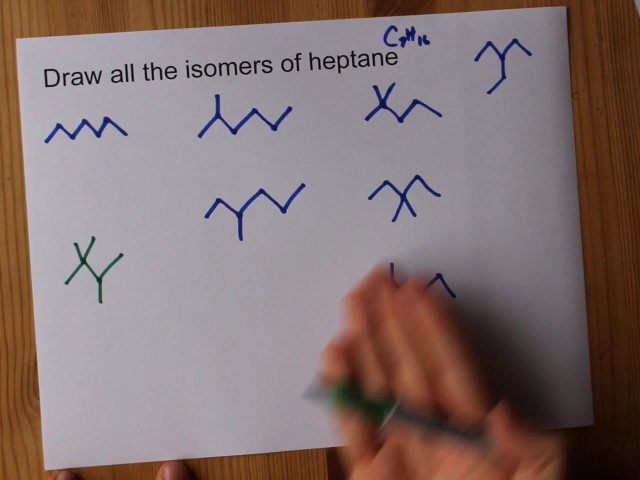 C₇H₁₆
Draw all the isomers of heptane